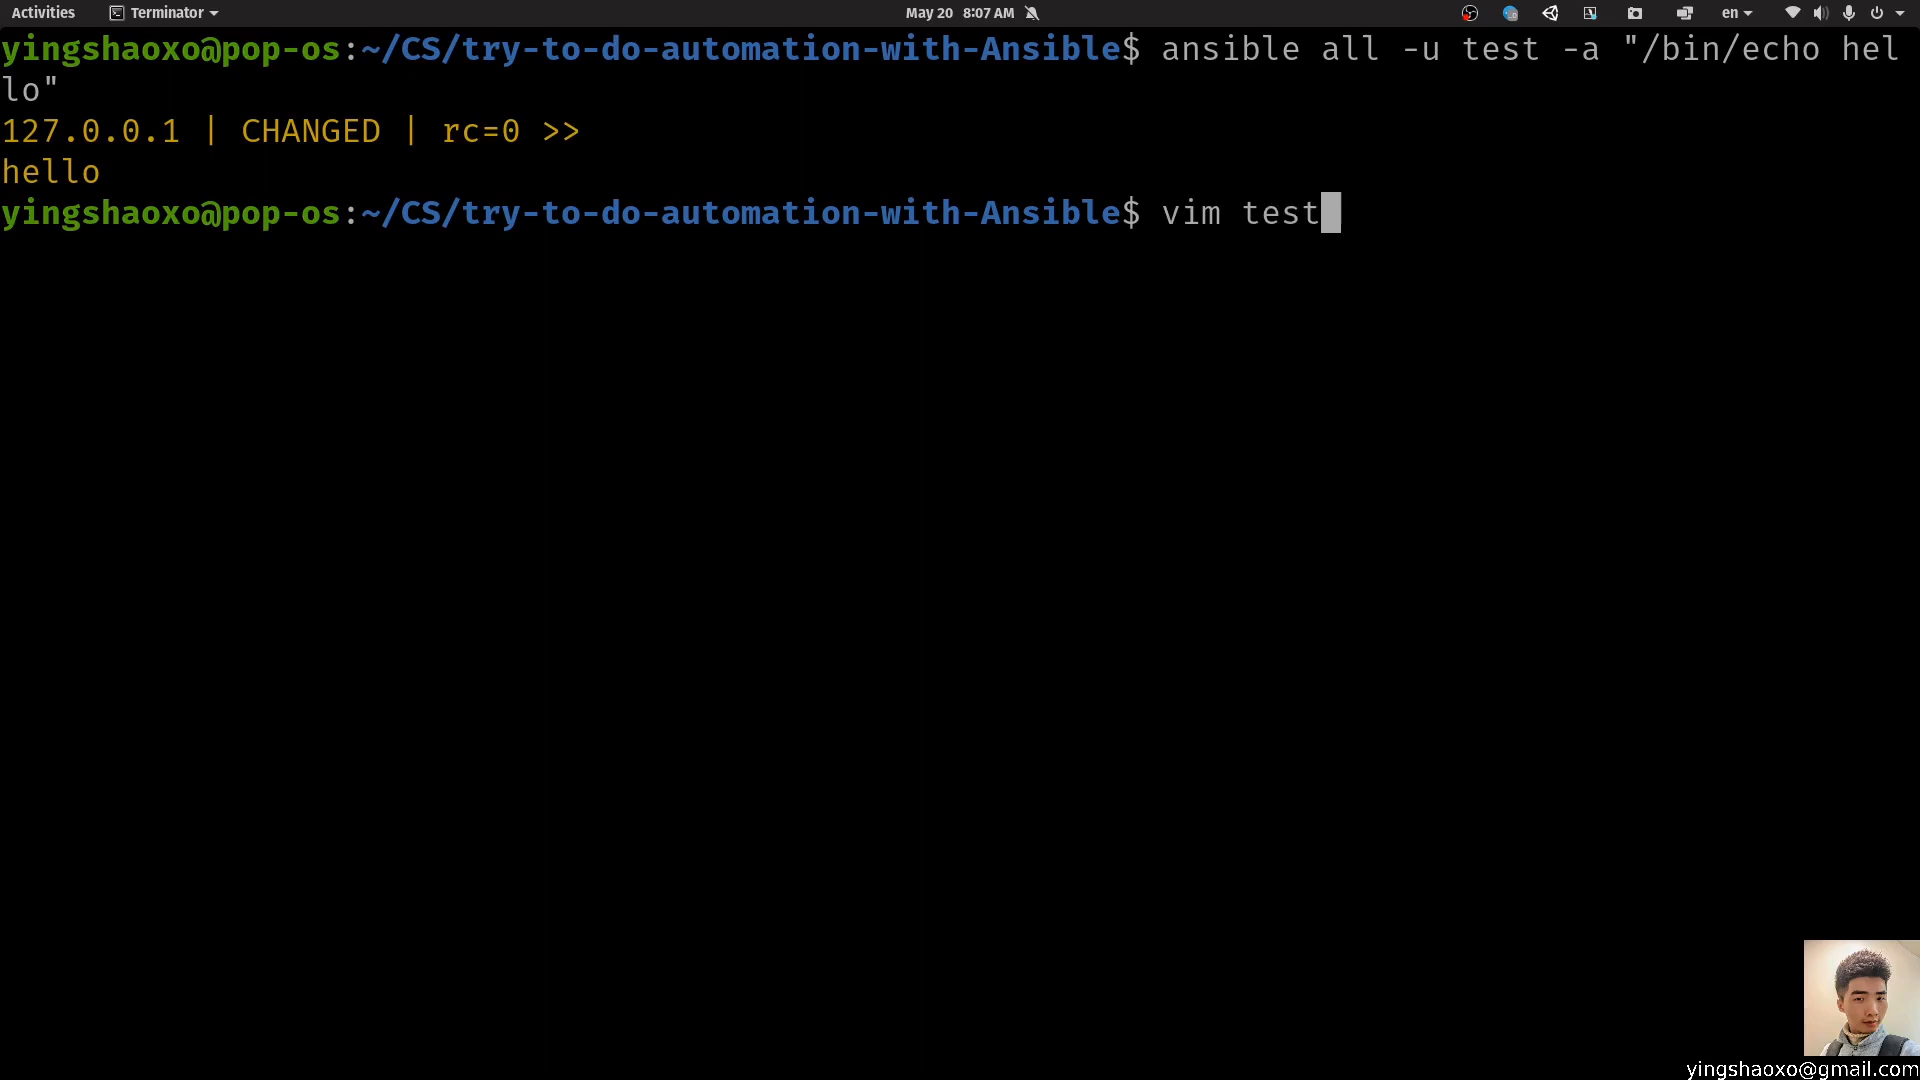 Activities Terminator May 20 8:07 AM en
yingshaoxo@pop-os:~/CS/try-to-do-automation-with-Ansible$ ansible all -u test -a "/bin/echo hel
lo"
127.0.0.1 | CHANGED | rc=0 >>
hello
yingshaoxo@pop-os:~/CS/try-to-do-automation-with-Ansible$ vim test
yingshaoxo@gmail.com